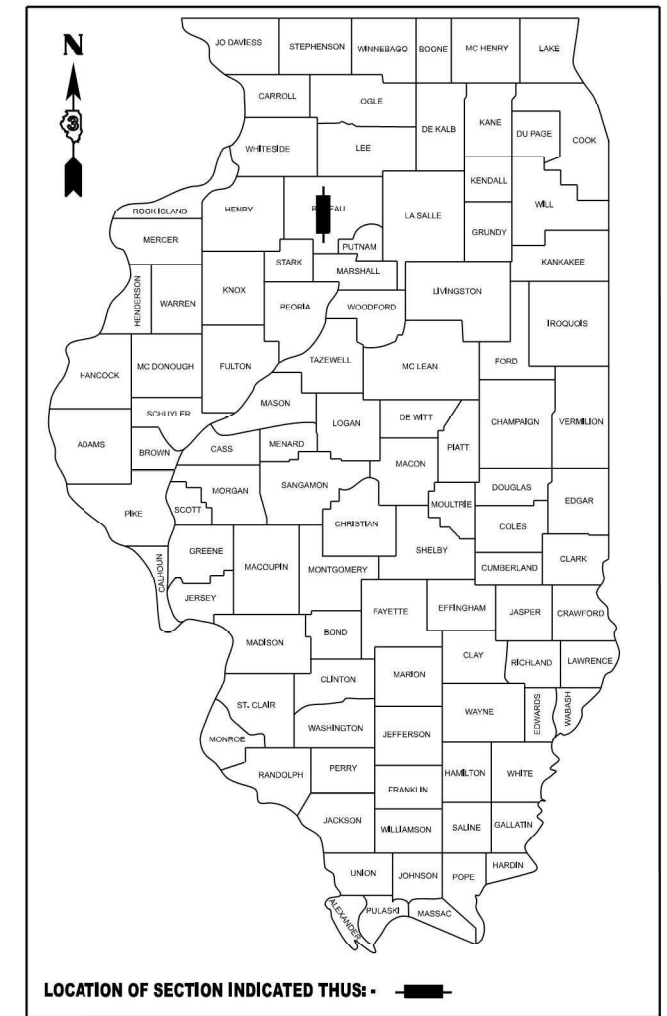 N
JO DAVIESS STEPHENSON WINNEBAGO BOONE MC HENRY LAKE
CARROLL OGLE DE KALB KANE DU PAGE COOK
3
WHITESIDE LEE
KENDALL WILL
ROCK ISLAND HENRY LA SALLE GRUNDY
PUTNAM
MERCER STARK MARSHALL KANKAKEE
HENDERSON WARREN KNOX PEORIA WOODFORD LIVINGSTON IROQUOIS
HANCOCK MC DONOUGH FULTON TAZEWELL MC LEAN FORD
SCHUYLER MASON LOGAN DE WITT CHAMPAIGN VERMILION
ADAMS BROWN CASS MENARD PIATT
MACON
PIKE SCOTT MORGAN SANGAMON MOULTRIE DOUGLAS EDGAR
CHRISTIAN COLES
CALHOUN GREENE MACOUPIN MONTGOMERY SHELBY CUMBERLAND CLARK
JERSEY FAYETTE EFFINGHAM JASPER CRAWFORD
MADISON BOND
CLAY RICHLAND LAWRENCE
CLINTON MARION
ST. CLAIR WAYNE EDWARDS WABASH
MONROE WASHINGTON JEFFERSON
RANDOLPH PERRY HAMILTON WHITE
FRANKLIN
JACKSON WILLIAMSON SALINE GALLATIN
UNION JOHNSON POPE HARDIN
ALEXANDER PULASKI MASSAC
LOCATION OF SECTION INDICATED THUS: -